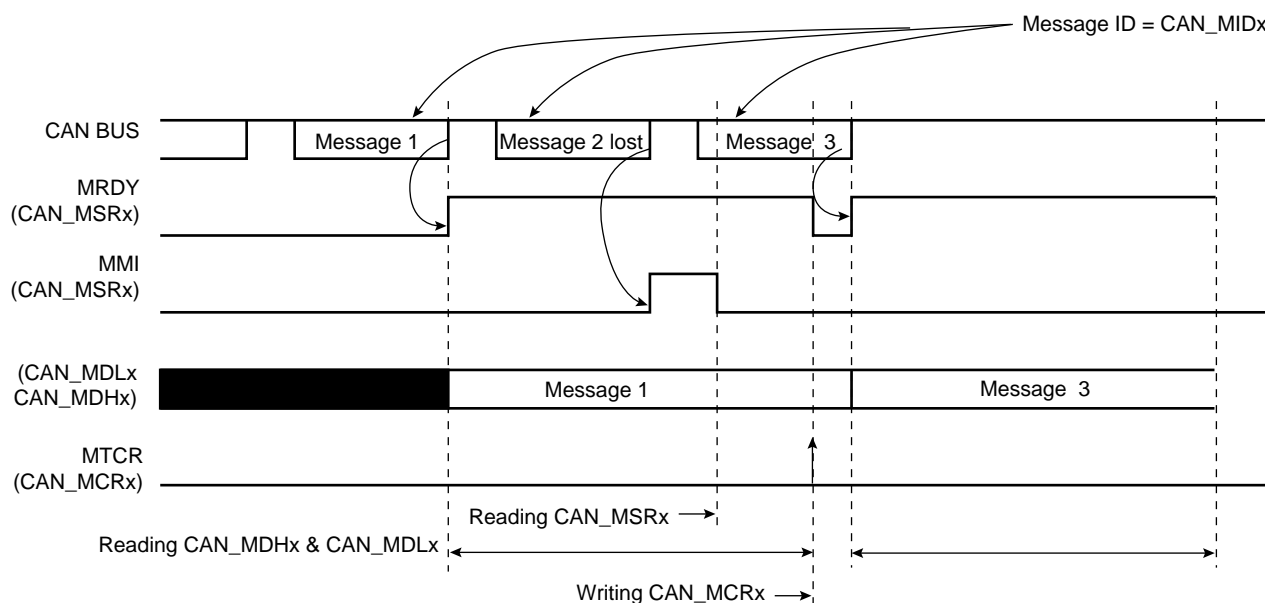 Message ID = CAN_MIDx
CAN BUS
Message 1
Message 2 lost
Message 3
MRDY
(CAN_MSRx)
MMI
(CAN_MSRx)
(CAN_MDLx
CAN_MDHx)
Message 1
Message 3
MTCR
(CAN_MCRx)
Reading CAN_MSRx
Reading CAN_MDHx & CAN_MDLx
Writing CAN_MCRx